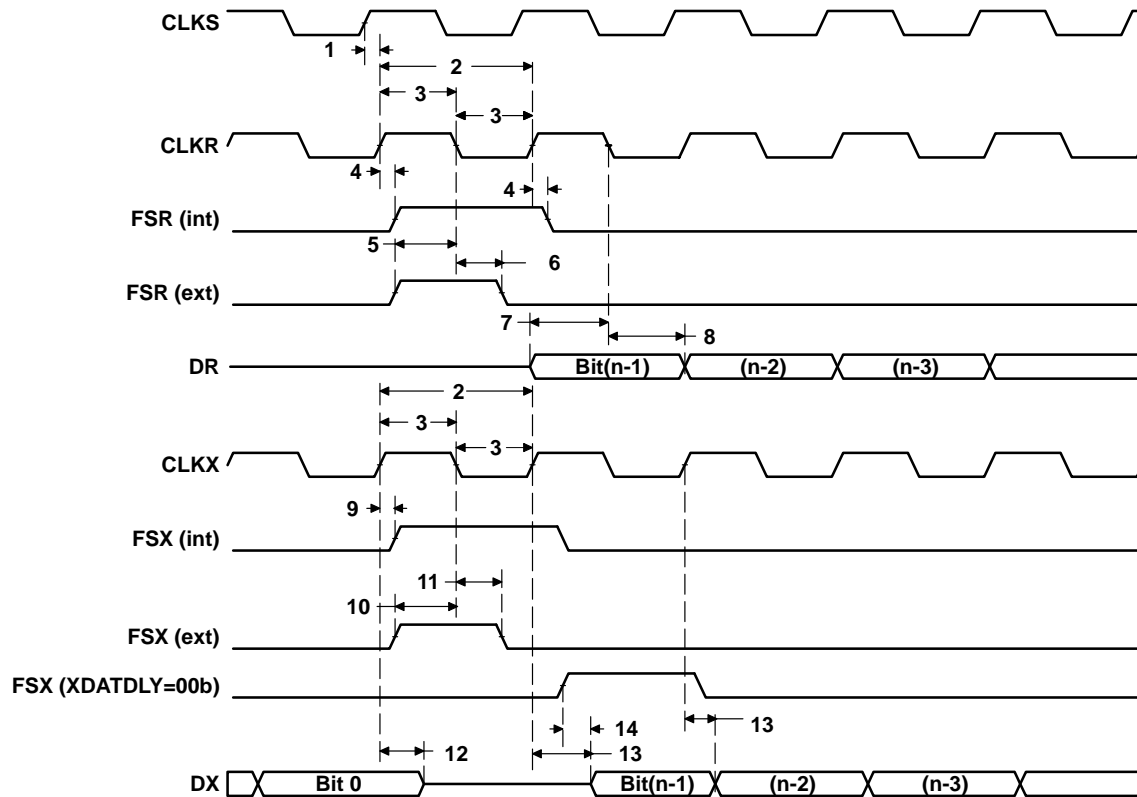 CLKS
1
2
3
3
CLKR
4
4
FSR (int)
5
6
FSR (ext)
7
8
DR
Bit(n-1)
(n-2)
(n-3)
2
3
3
CLKX
9
FSX (int)
11
10
FSX (ext)
FSX (XDATDLY=00b)
14
13
12
13
DX
Bit 0
Bit(n-1)
(n-2)
(n-3)